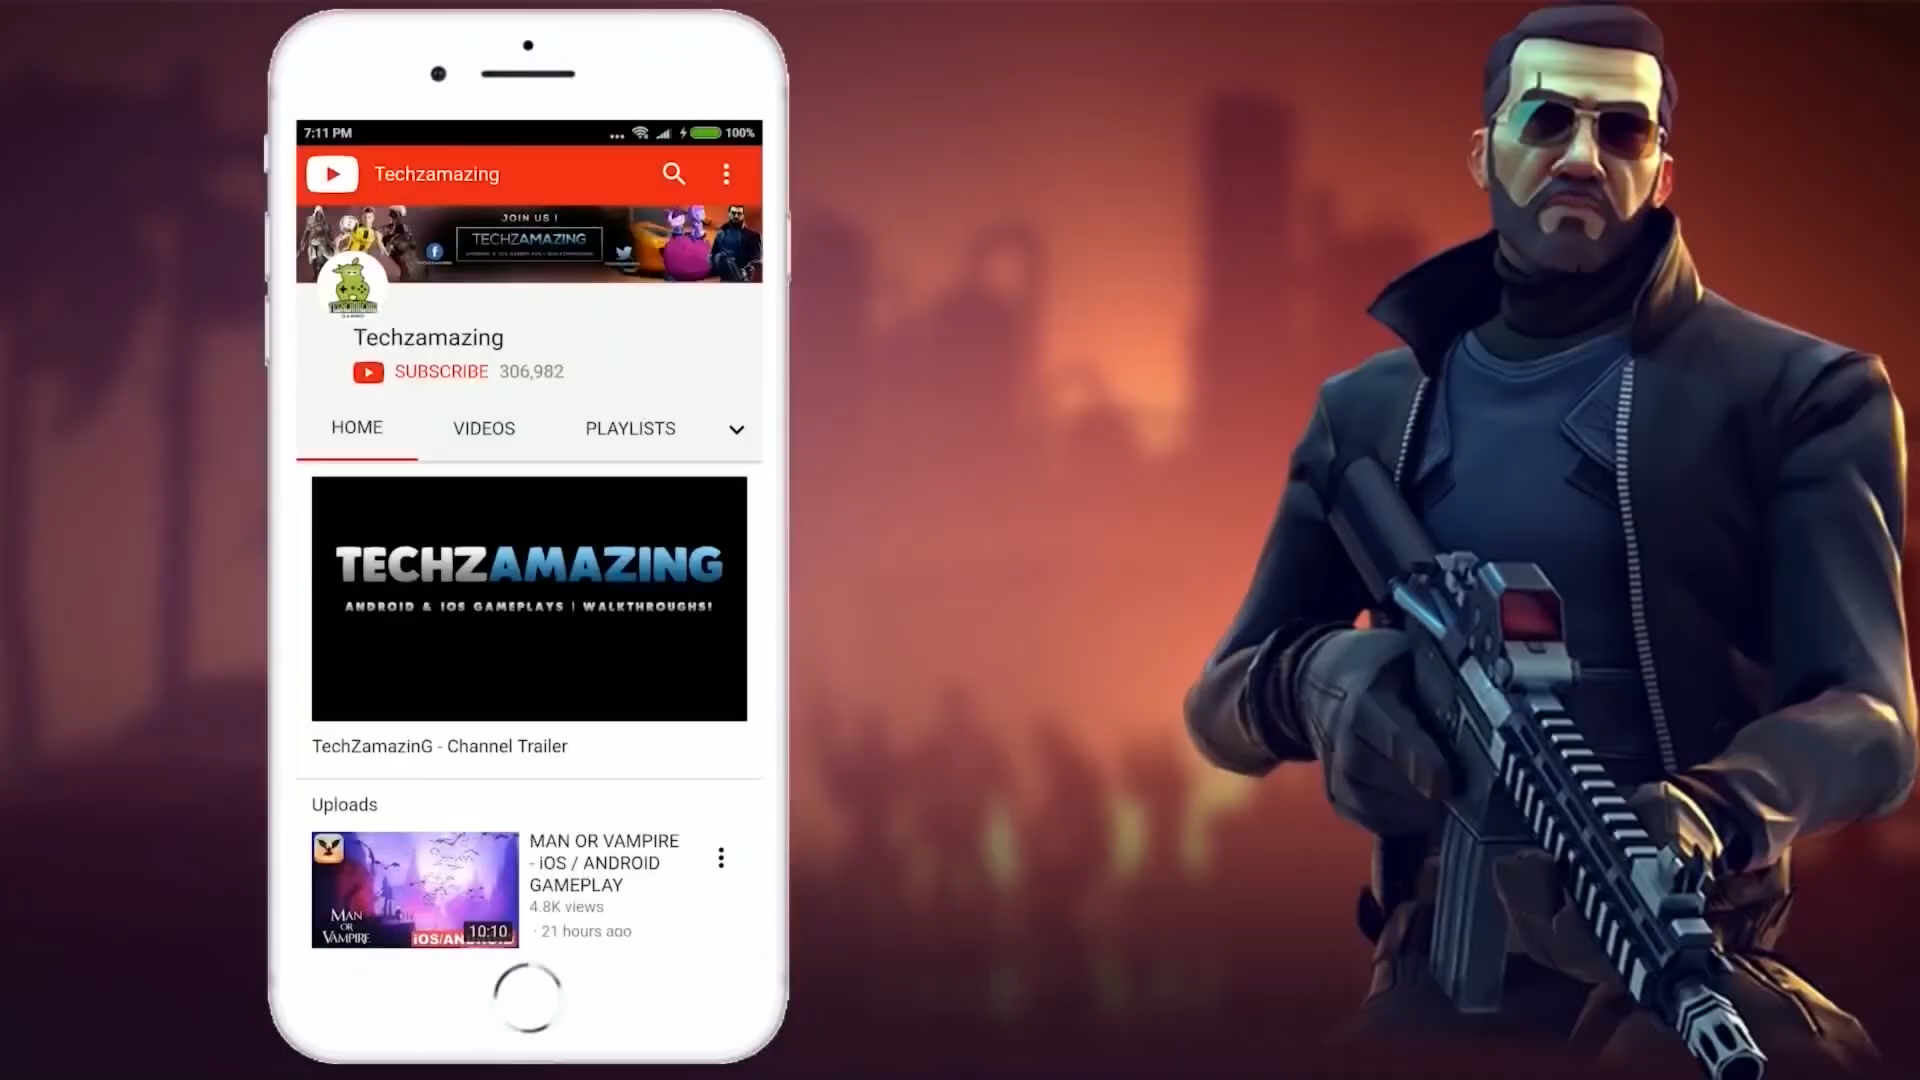 7:11 PM
100%
Techzamazing
JOIN US !
TECHZAMAZING
Techzamazing
SUBSCRIBE 306,982
HOME VIDEOS PLAYLISTS
TECHZAMAZING
ANDROID & IOS GAMEPLAYS | WALKTHROUGHS!
TechZamazinG - Channel Trailer
Uploads
MAN OR VAMPIRE
- iOS / ANDROID
GAMEPLAY
4.8K views
· 21 hours ago
MAN
OR
VAMPIRE
10:10